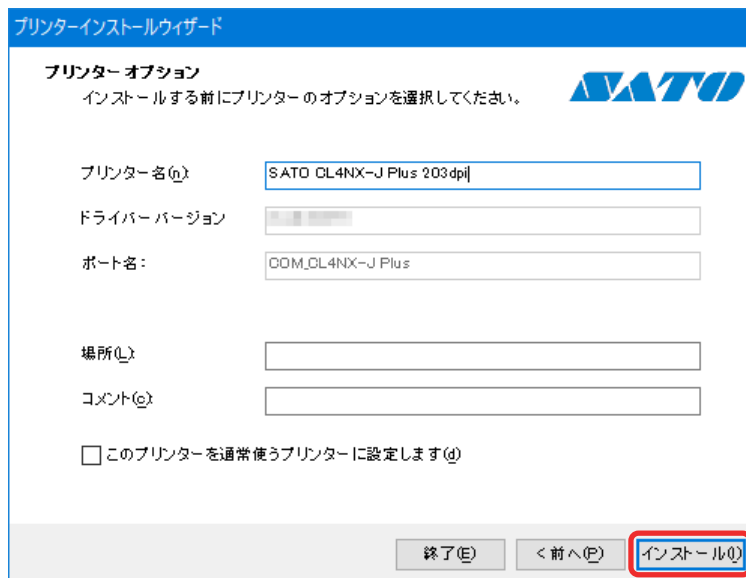 プリンターインストールウィザード
プリンター オプション
インストールする前にプリンターのオプションを選択してください。
SATO
プリンター名(n):
SATO CL4NX-J Plus 203dpi
ドライバー バージョン
ポート名:
COM_CL4NX-J Plus
場所(L):
コメント(c):
このプリンターを通常使うプリンターに設定します(d)
終了(E)
< 前へ(P)
インストール(I)